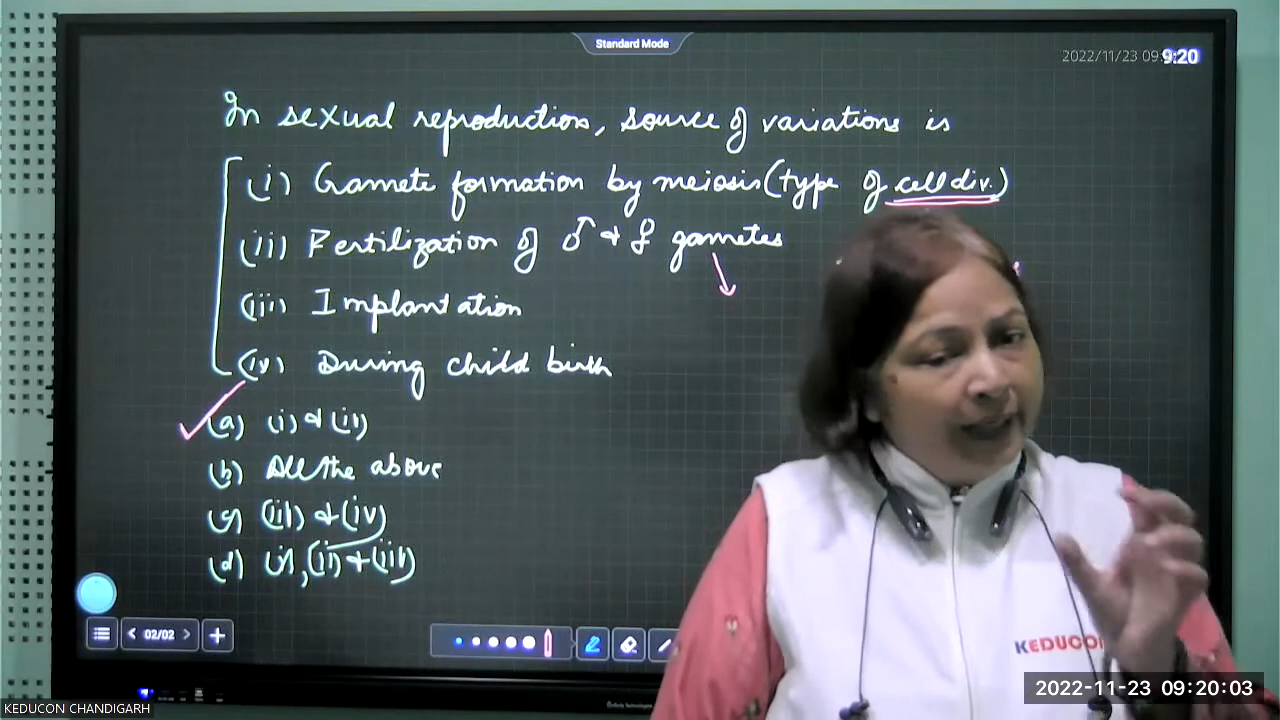 Standard Mode
2022/11/23 09: 9:20
In sexual reproduction, source of variations is
(i) Gamete formation by meiosis (type of cell div.)
(ii) Fertilization of ♂ & ♀ gametes
(iii) Implantation
(iv) During child birth
(a) (i) & (ii)
(b) All the above
(c) (iii) & (iv)
(d) (i), (ii) & (iii)
02/02
KEDUCON
2022-11-23 09:20:03
KEDUCON CHANDIGARH